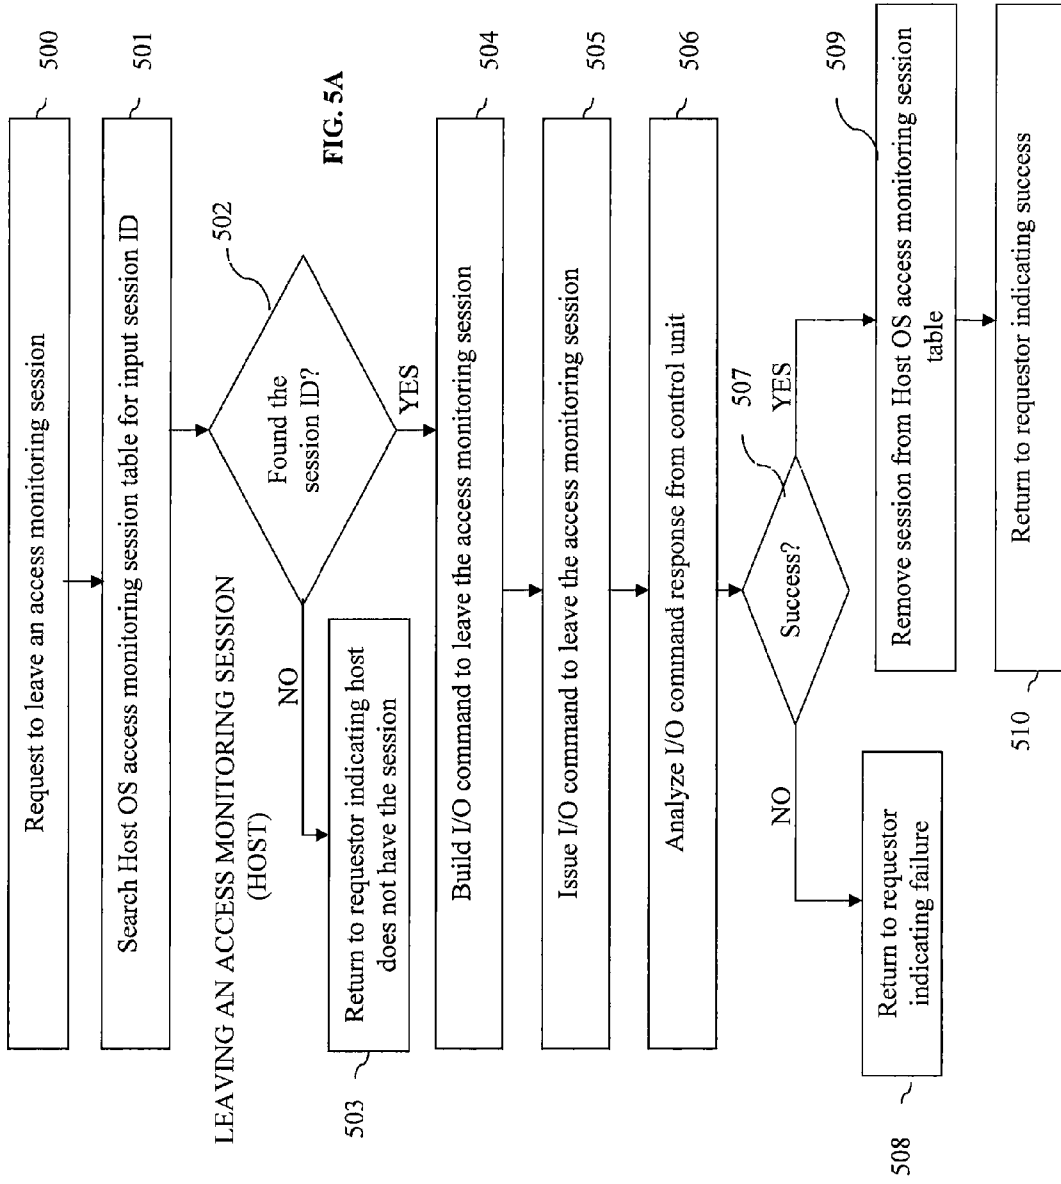 500
Request to leave an access monitoring session
501
Search Host OS access monitoring session table for input session ID
LEAVING AN ACCESS MONITORING SESSION
(HOST)
502
Found the
session ID?
FIG. 5A
NO
YES
503
Return to requestor indicating host
does not have the session
504
Build I/O command to leave the access monitoring session
505
Issue I/O command to leave the access monitoring session
506
Analyze I/O command response from control unit
507
Success?
NO
YES
508
Return to requestor
indicating failure
509
Remove session from Host OS access monitoring session
table
510
Return to requestor indicating success